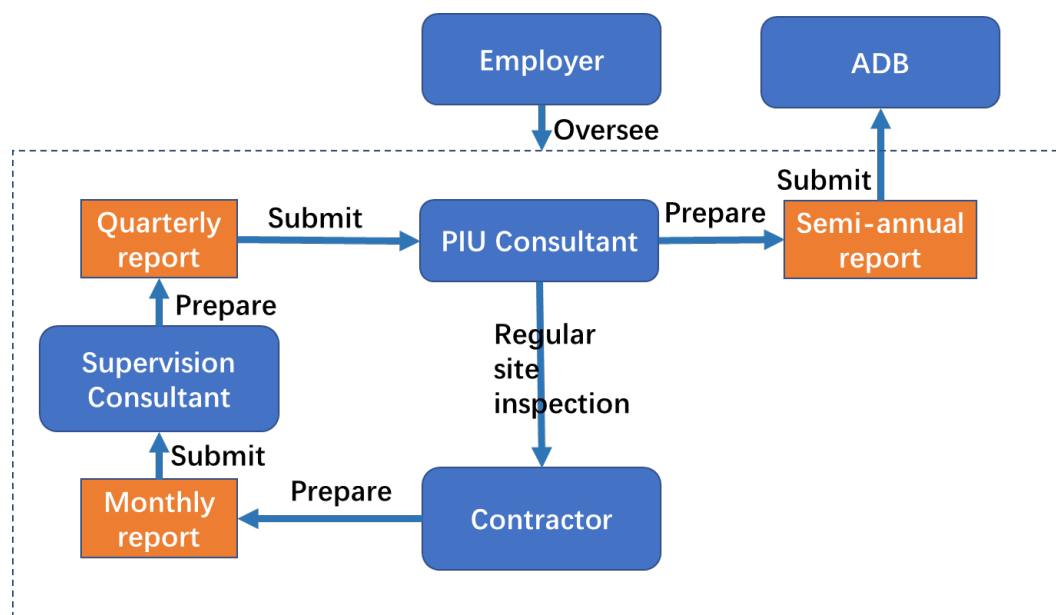 Employer
ADB
Oversee
Quarterly
report
Submit
PIU Consultant
Prepare
Submit
Semi-annual
report
Prepare
Supervision
Consultant
Regular
site
inspection
Submit
Monthly
report
Prepare
Contractor